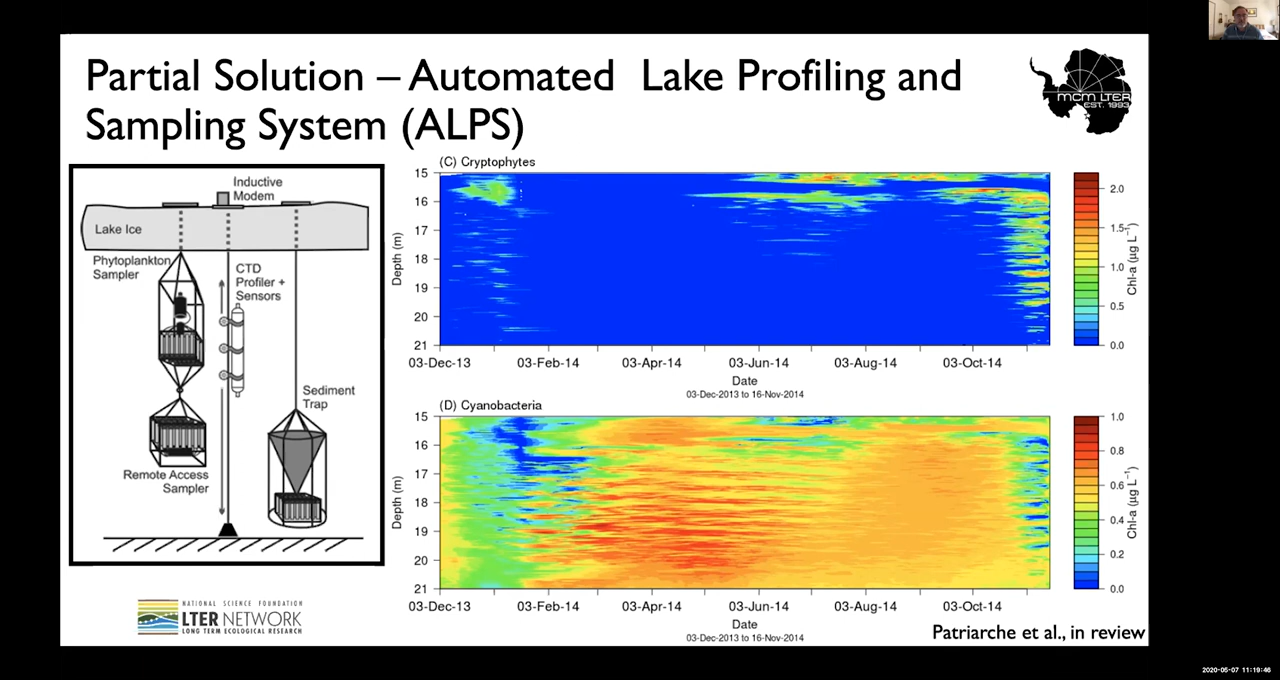 Partial Solution – Automated Lake Profiling and
Sampling System (ALPS)
MCM LTER
EST. 1993
Inductive
Modem
Lake Ice
Phytoplankton
Sampler
CTD
Profiler +
Sensors
Sediment
Trap
Remote Access
Sampler
(C) Cryptophytes
Depth (m)
15
16
17
18
19
20
21
03-Dec-13 03-Feb-14 03-Apr-14 03-Jun-14 03-Aug-14 03-Oct-14
Date
03-Dec-2013 to 16-Nov-2014
2.0
1.5
1.0
0.5
0.0
Chl-a (µg L⁻¹)
(D) Cyanobacteria
Depth (m)
15
16
17
18
19
20
21
03-Dec-13 03-Feb-14 03-Apr-14 03-Jun-14 03-Aug-14 03-Oct-14
Date
03-Dec-2013 to 16-Nov-2014
1.0
0.8
0.6
0.4
0.2
0.0
Chl-a (µg L⁻¹)
NATIONAL SCIENCE FOUNDATION
LTER NETWORK
LONG TERM ECOLOGICAL RESEARCH
Patriarche et al., in review
2020-05-07 11:19:46